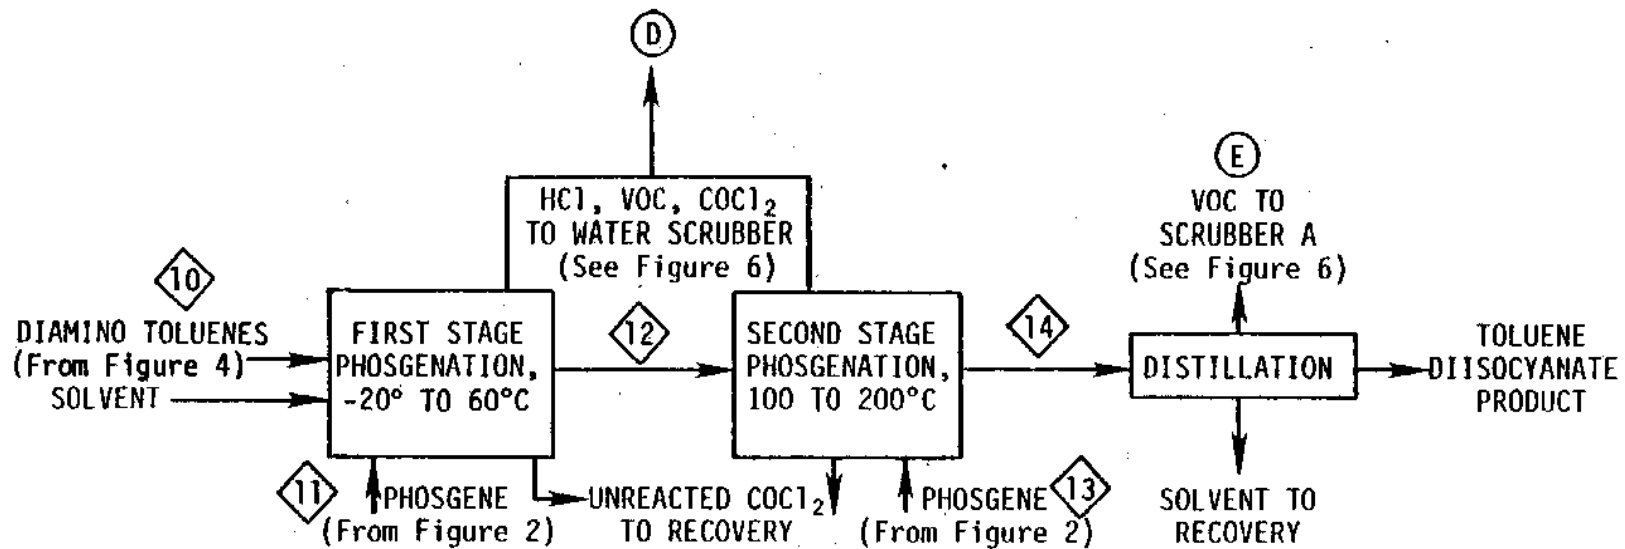 D
HCl, VOC, COCl₂
TO WATER SCRUBBER
(See Figure 6)
E
VOC TO
SCRUBBER A
(See Figure 6)
10
DIAMINO TOLUENES
(From Figure 4)
SOLVENT
FIRST STAGE
PHOSGENATION,
-20° TO 60°C
12
SECOND STAGE
PHOSGENATION,
100 TO 200°C
14
DISTILLATION
TOLUENE
DIISOCYANATE
PRODUCT
11
PHOSGENE
(From Figure 2)
UNREACTED COCl₂
TO RECOVERY
PHOSGENE
(From Figure 2)
13
SOLVENT TO
RECOVERY